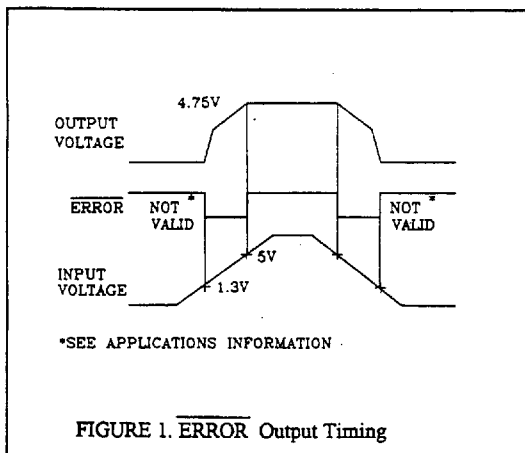 4.75V
OUTPUT
VOLTAGE
ERROR
NOT *
VALID
NOT *
VALID
5V
INPUT
VOLTAGE
1.3V
*SEE APPLICATIONS INFORMATION
FIGURE 1. ERROR Output Timing